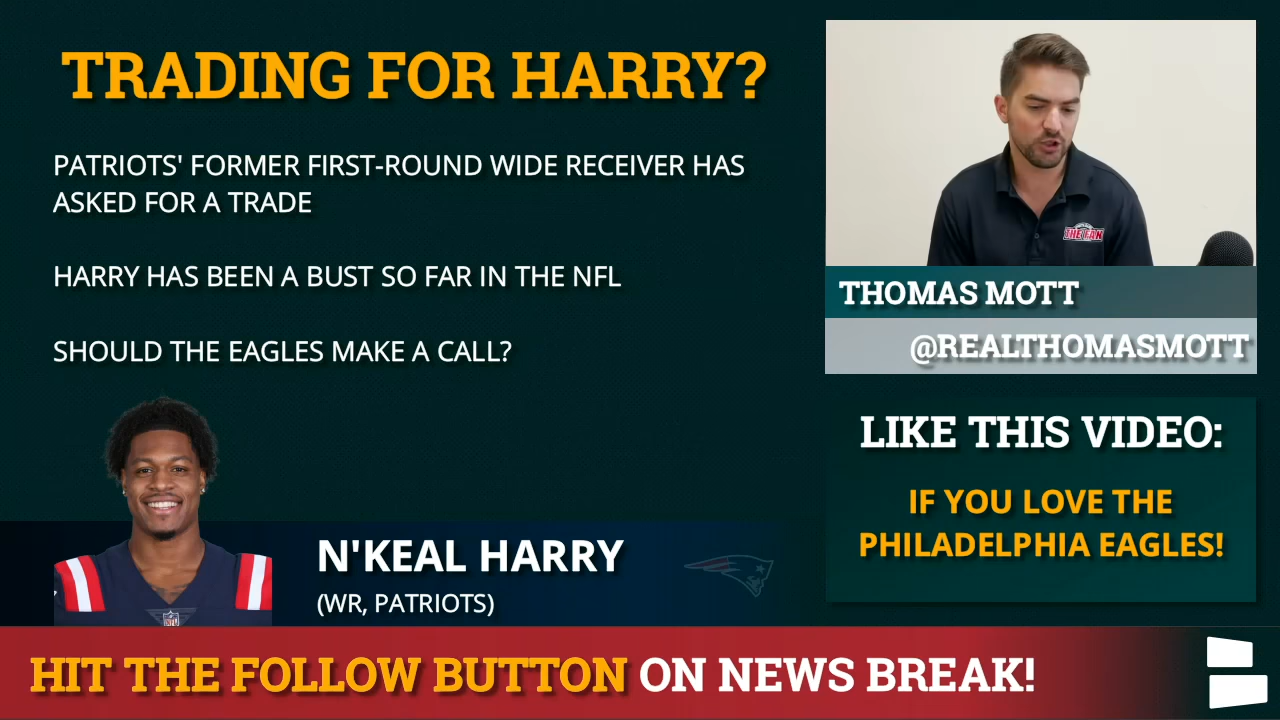 TRADING FOR HARRY?
PATRIOTS' FORMER FIRST-ROUND WIDE RECEIVER HAS
ASKED FOR A TRADE
HARRY HAS BEEN A BUST SO FAR IN THE NFL
SHOULD THE EAGLES MAKE A CALL?
N'KEAL HARRY
(WR, PATRIOTS)
THE FAN
THOMAS MOTT
@REALTHOMASMOTT
LIKE THIS VIDEO:
IF YOU LOVE THE
PHILADELPHIA EAGLES!
HIT THE FOLLOW BUTTON ON NEWS BREAK!